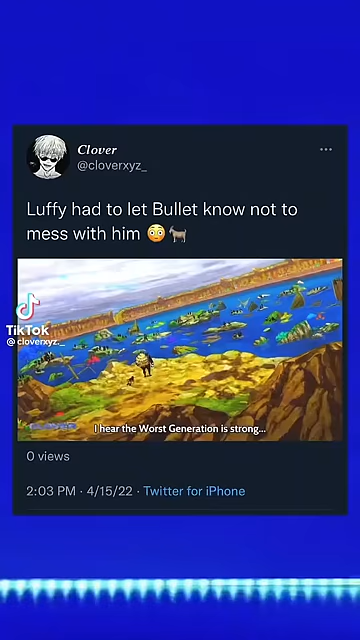 Clover
@cloverxyz_
Luffy had to let Bullet know not to
mess with him 😳🐐
TikTok
@cloverxyz._
I hear the Worst Generation is strong...
0 views
2:03 PM · 4/15/22 · Twitter for iPhone